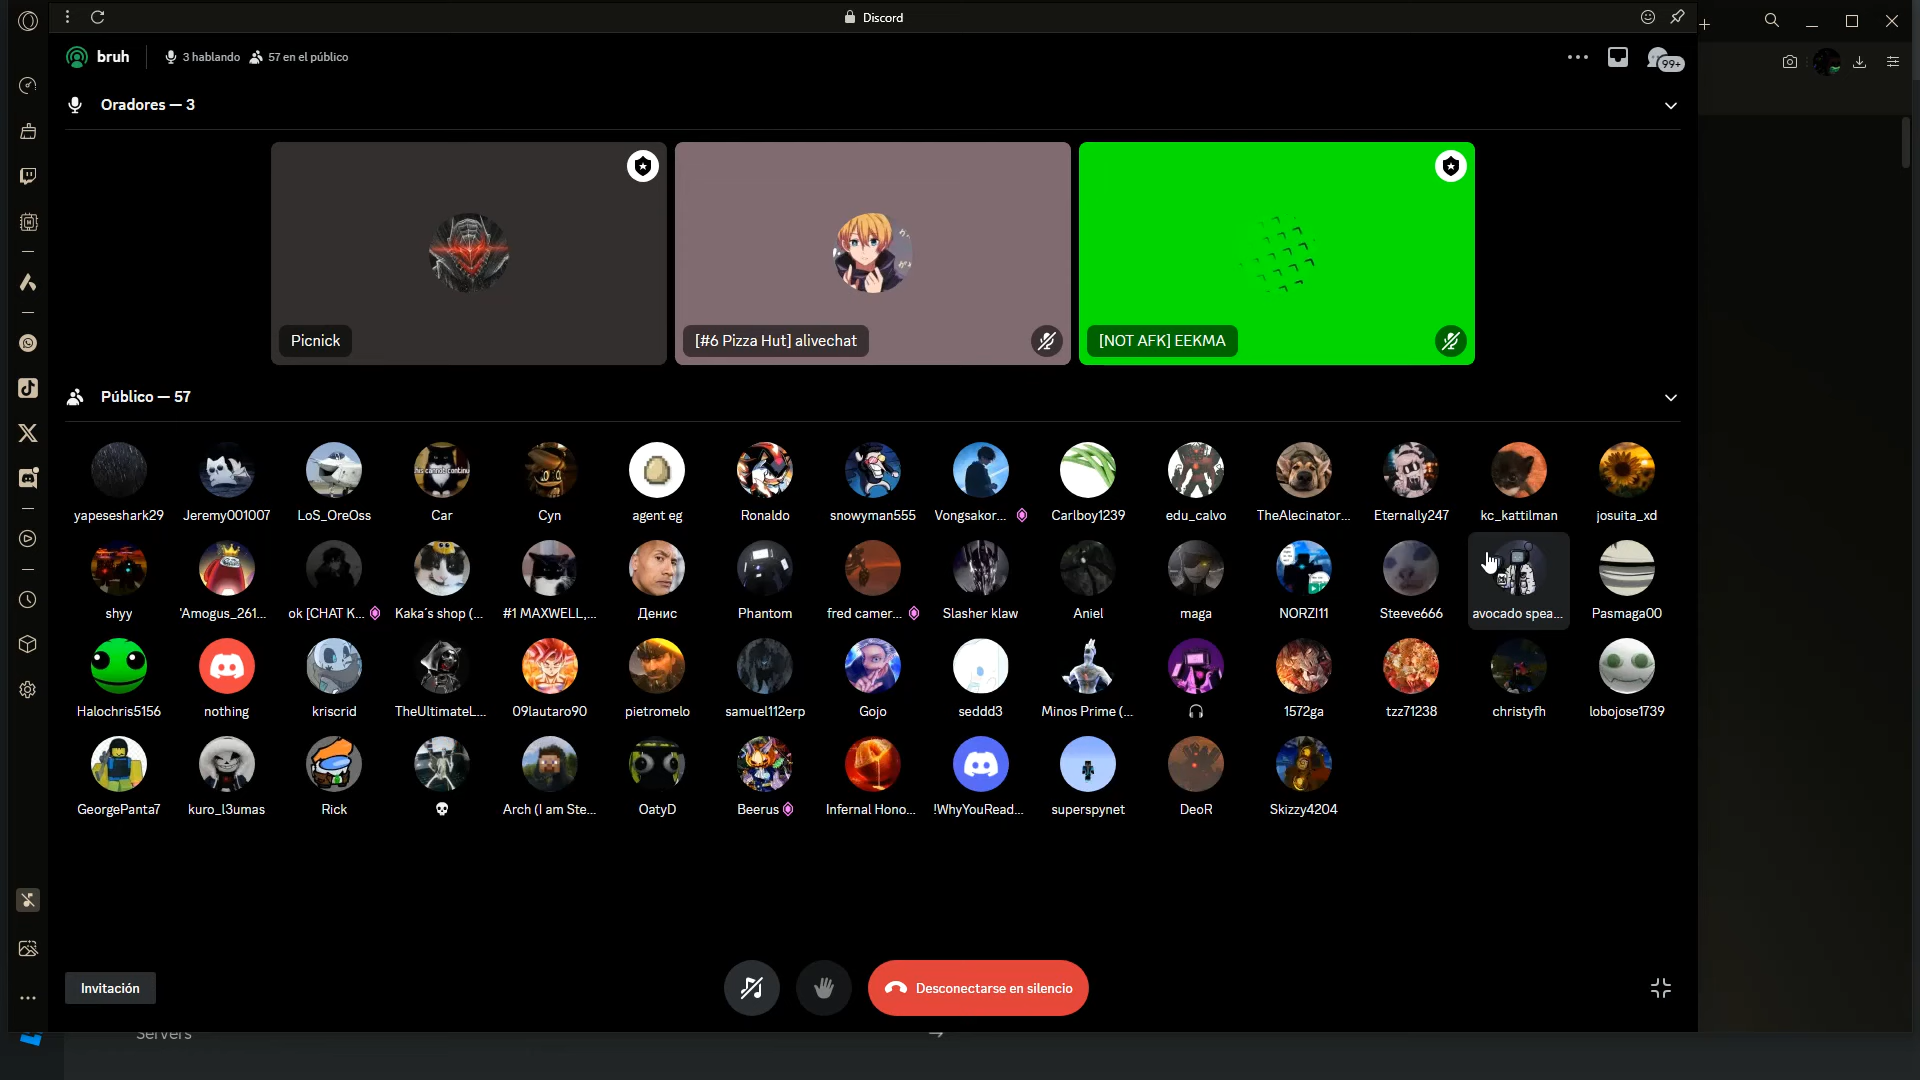 Discord
bruh
3 hablando
57 en el público
99+
Oradores — 3
Picnick
[#6 Pizza Hut] alivechat
[NOT AFK] EEKMA
Público — 57
yapeseshark29 Jeremy001007 LoS_OreOss Car Cyn agent eg Ronaldo snowyman555 Vongsakor... Carlboy1239 edu_calvo TheAlecinator... Eternally247 kc_kattilman josuita_xd
shyy 'Amogus_261... ok [CHAT K... Kaka´s shop (... #1 MAXWELL,... Денис Phantom fred camer... Slasher klaw Aniel maga NORZI11 Steeve666 avocado spea... Pasmaga00
Halochris5156 nothing kriscrid TheUltimateL... 09lautaro90 pietromelo samuel112erp Gojo seddd3 Minos Prime (... 1572ga tzz71238 christyfh lobojose1739
GeorgePanta7 kuro_l3umas Rick Arch (I am Ste... OatyD Beerus Infernal Hono... !WhyYouRead... superspynet DeoR Skizzy4204
Invitación
Desconectarse en silencio
Servers